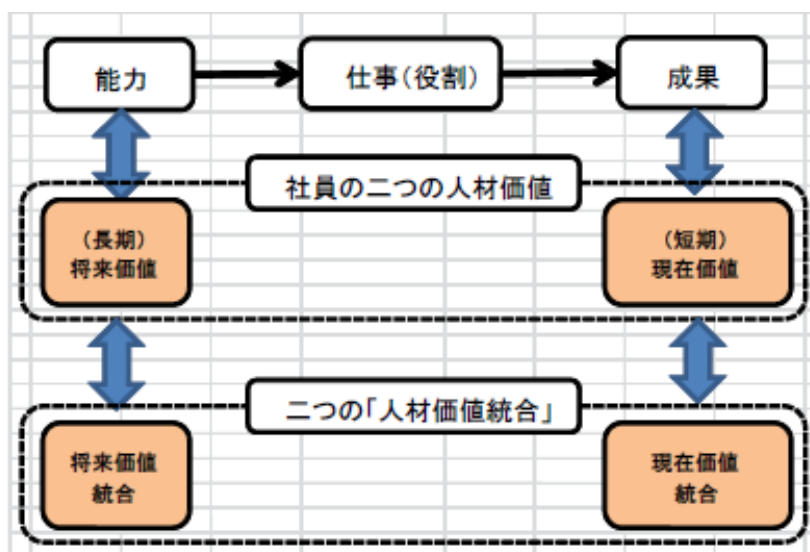 能力
仕事(役割)
成果
社員の二つの人材価値
(長期)
将来価値
(短期)
現在価値
二つの「人材価値統合」
将来価値
統合
現在価値
統合